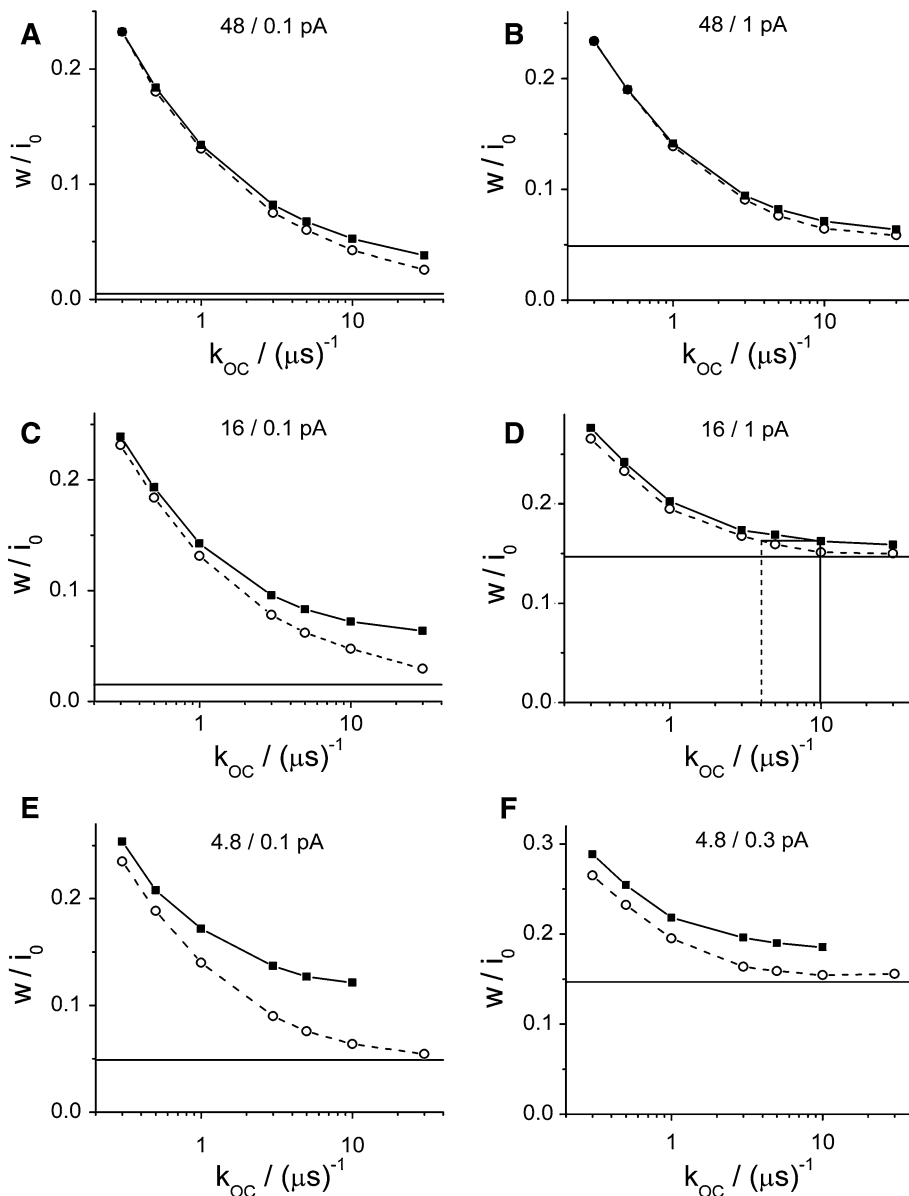 A
48 / 0.1 pA
w / i0
0.2
0.1
0.0
1
10
kOC / (μs)-1
B
48 / 1 pA
w / i0
0.2
0.1
0.0
1
10
kOC / (μs)-1
C
16 / 0.1 pA
w / i0
0.2
0.1
0.0
1
10
kOC / (μs)-1
D
16 / 1 pA
w / i0
0.2
0.1
0.0
1
10
kOC / (μs)-1
E
4.8 / 0.1 pA
w / i0
0.2
0.1
0.0
1
10
kOC / (μs)-1
F
4.8 / 0.3 pA
w / i0
0.3
0.2
0.1
0.0
1
10
kOC / (μs)-1